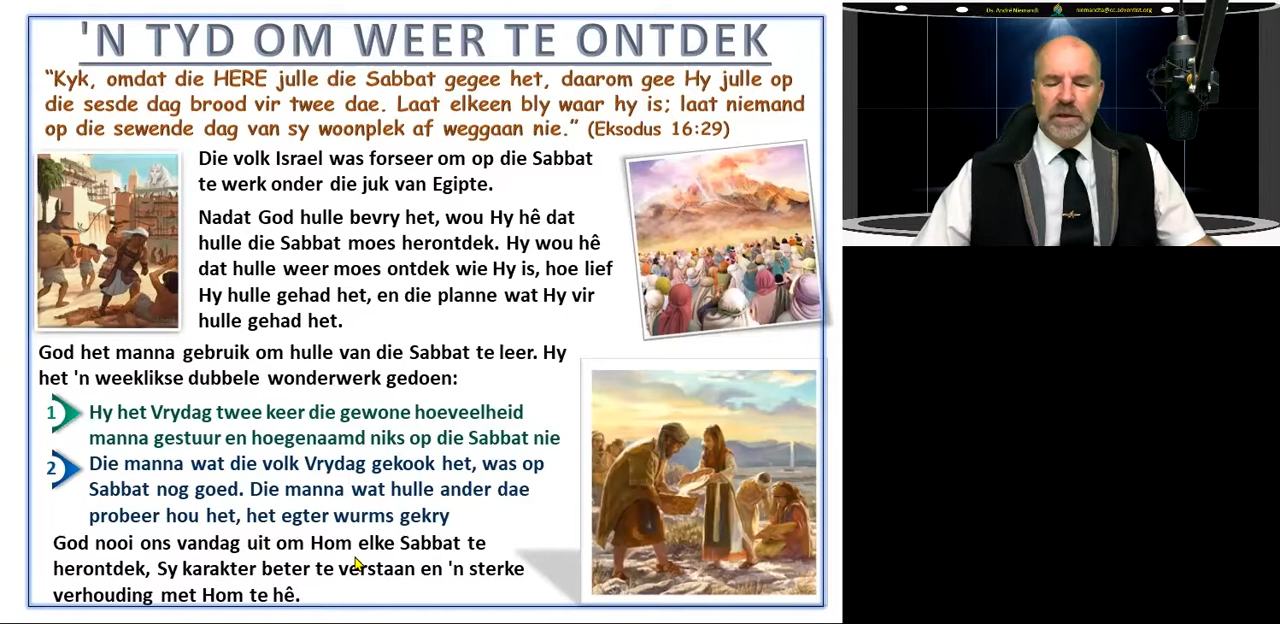 'N TYD OM WEER TE ONTDEK
“Kyk, omdat die HERE julle die Sabbat gegee het, daarom gee Hy julle op
die sesde dag brood vir twee dae. Laat elkeen bly waar hy is; laat niemand
op die sewende dag van sy woonplek af weggaan nie.” (Eksodus 16:29)
Die volk Israel was forseer om op die Sabbat
te werk onder die juk van Egipte.
Nadat God hulle bevry het, wou Hy hê dat
hulle die Sabbat moes herontdek. Hy wou hê
dat hulle weer moes ontdek wie Hy is, hoe lief
Hy hulle gehad het, en die planne wat Hy vir
hulle gehad het.
God het manna gebruik om hulle van die Sabbat te leer. Hy
het 'n weeklikse dubbele wonderwerk gedoen:
1 Hy het Vrydag twee keer die gewone hoeveelheid
manna gestuur en hoegenaamd niks op die Sabbat nie
2 Die manna wat die volk Vrydag gekook het, was op
Sabbat nog goed. Die manna wat hulle ander dae
probeer hou het, het egter wurms gekry
God nooi ons vandag uit om Hom elke Sabbat te
herontdek, Sy karakter beter te verstaan en 'n sterke
verhouding met Hom te hê.
Ds. André Niemandt niemandta@cc.adventist.org